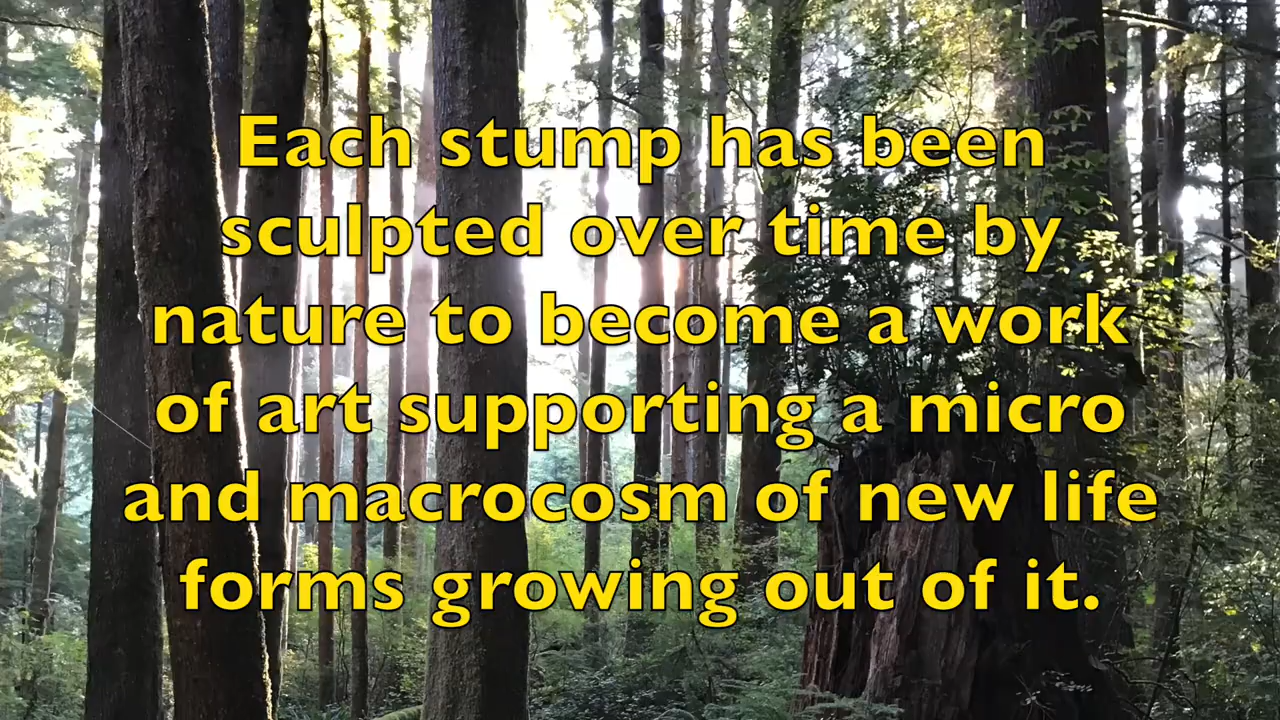 Each stump has been
sculpted over time by
nature to become a work
of art supporting a micro
and macrocosm of new life
forms growing out of it.